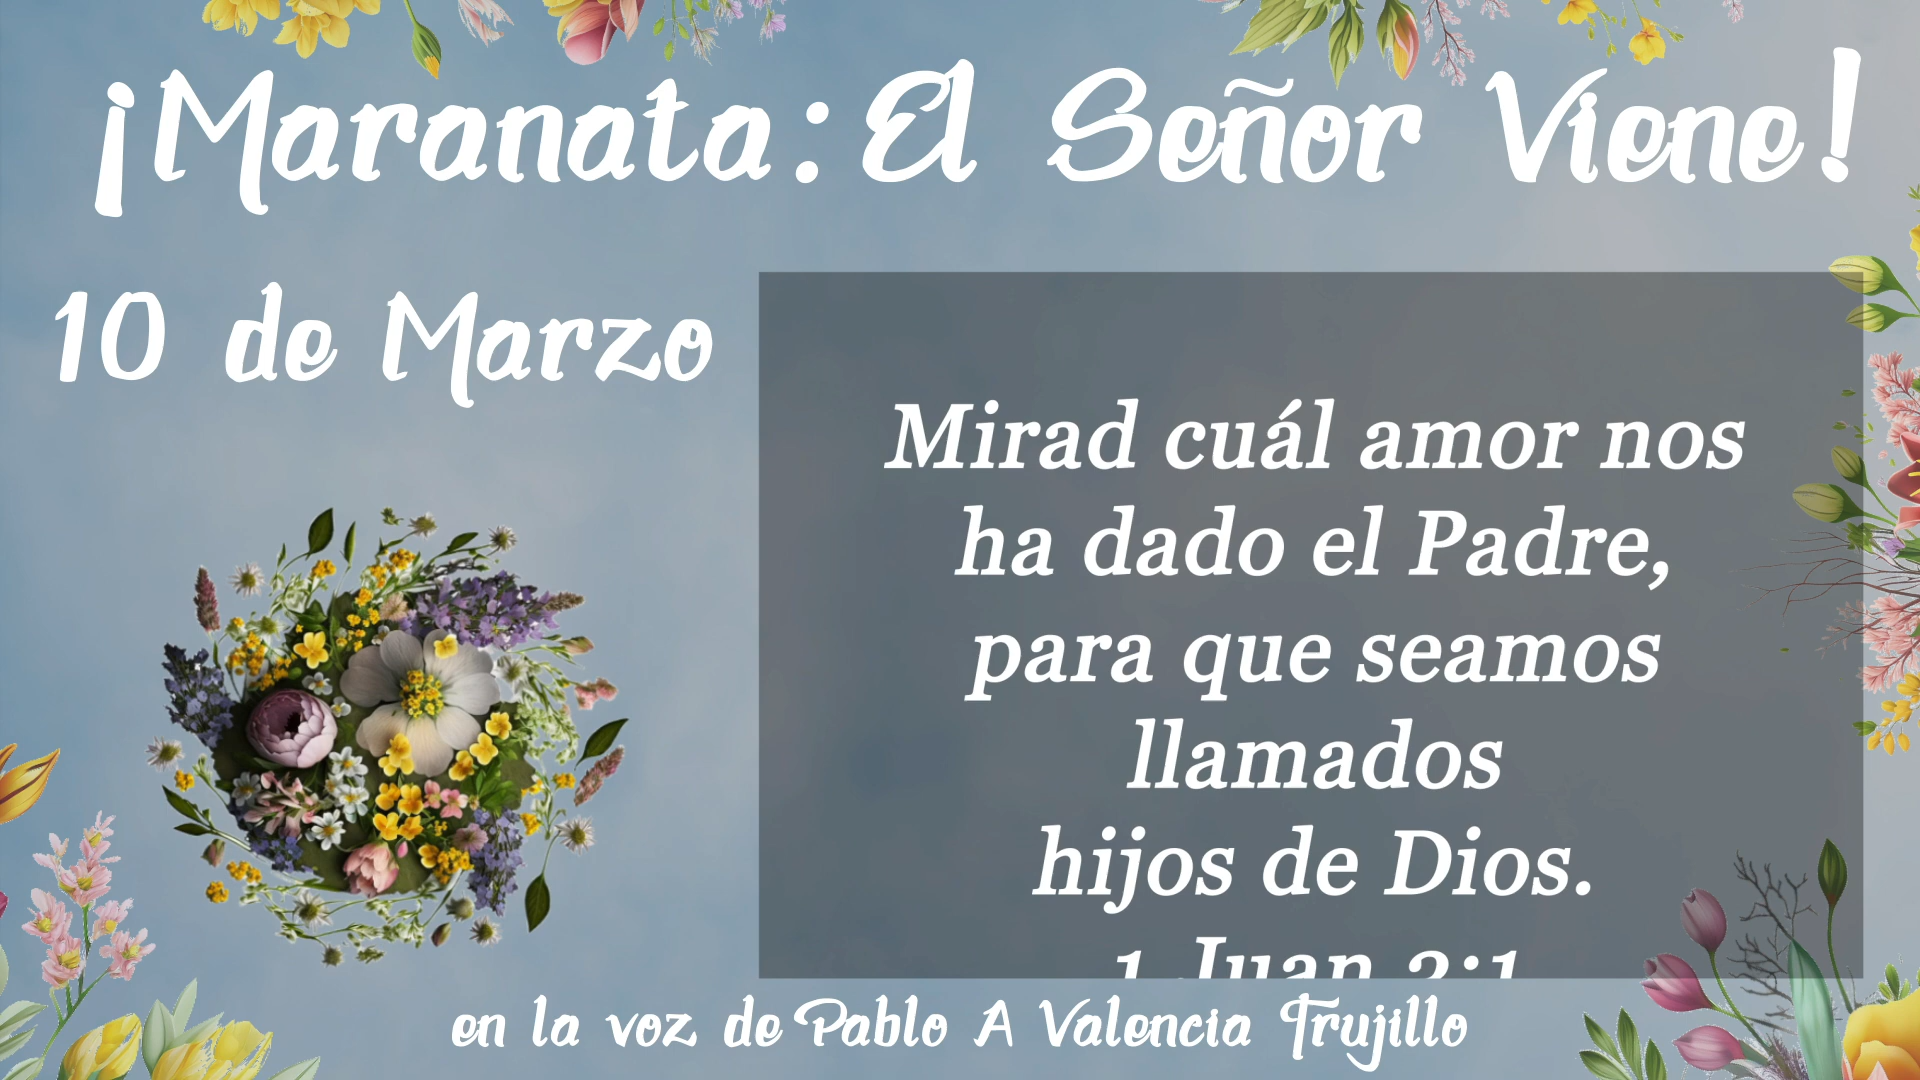 ¡Maranata: El Señor Viene!
10 de Marzo
Mirad cuál amor nos
ha dado el Padre,
para que seamos
llamados
hijos de Dios.
1 Juan 3:1
en la voz de Pablo A Valencia Trujillo